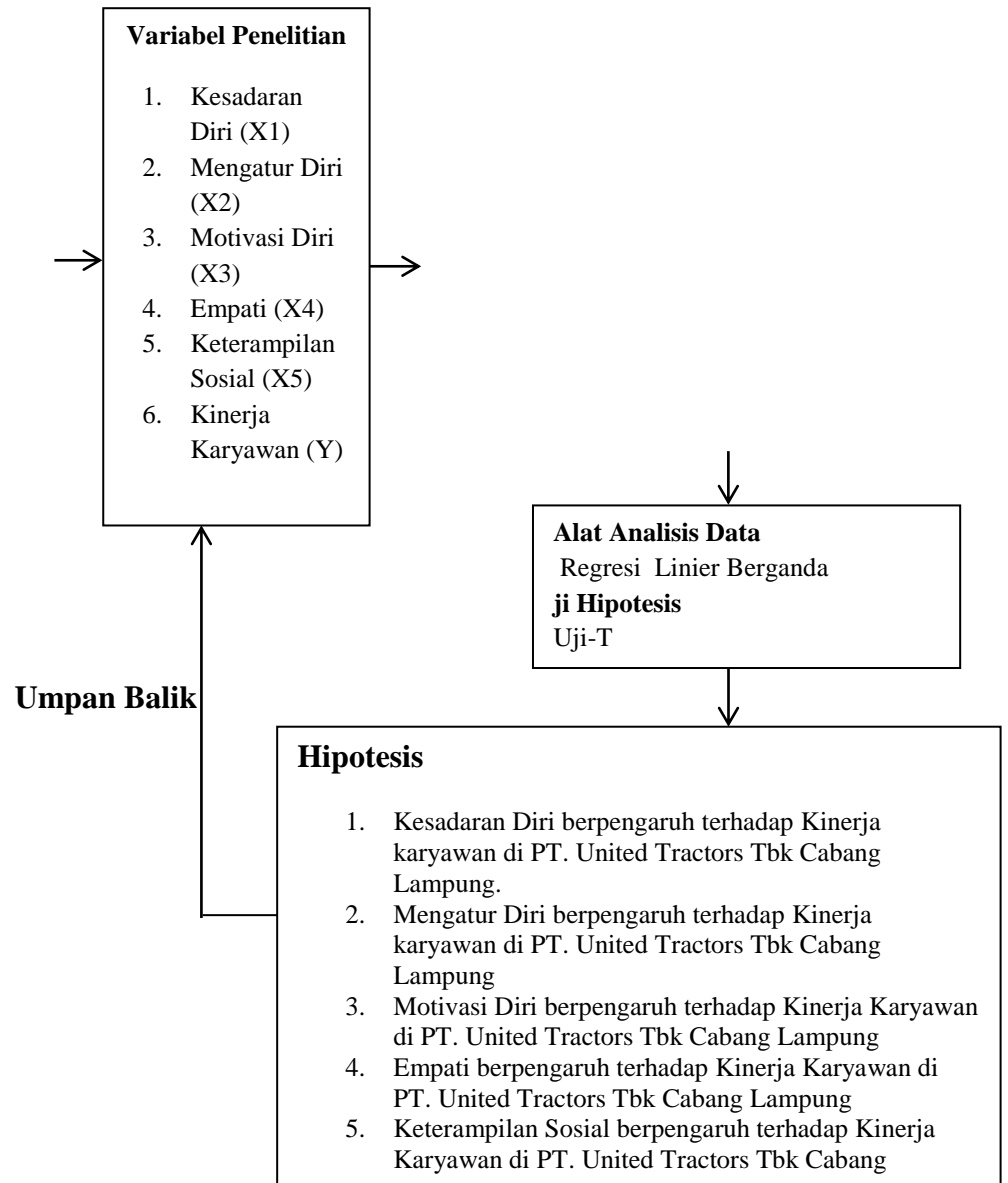 Variabel Penelitian
1. Kesadaran
Diri (X1)
2. Mengatur Diri
(X2)
3. Motivasi Diri
(X3)
4. Empati (X4)
5. Keterampilan
Sosial (X5)
6. Kinerja
Karyawan (Y)
Alat Analisis Data
Regresi Linier Berganda
ji Hipotesis
Uji-T
Umpan Balik
Hipotesis
1. Kesadaran Diri berpengaruh terhadap Kinerja
karyawan di PT. United Tractors Tbk Cabang
Lampung.
2. Mengatur Diri berpengaruh terhadap Kinerja
karyawan di PT. United Tractors Tbk Cabang
Lampung
3. Motivasi Diri berpengaruh terhadap Kinerja Karyawan
di PT. United Tractors Tbk Cabang Lampung
4. Empati berpengaruh terhadap Kinerja Karyawan di
PT. United Tractors Tbk Cabang Lampung
5. Keterampilan Sosial berpengaruh terhadap Kinerja
Karyawan di PT. United Tractors Tbk Cabang